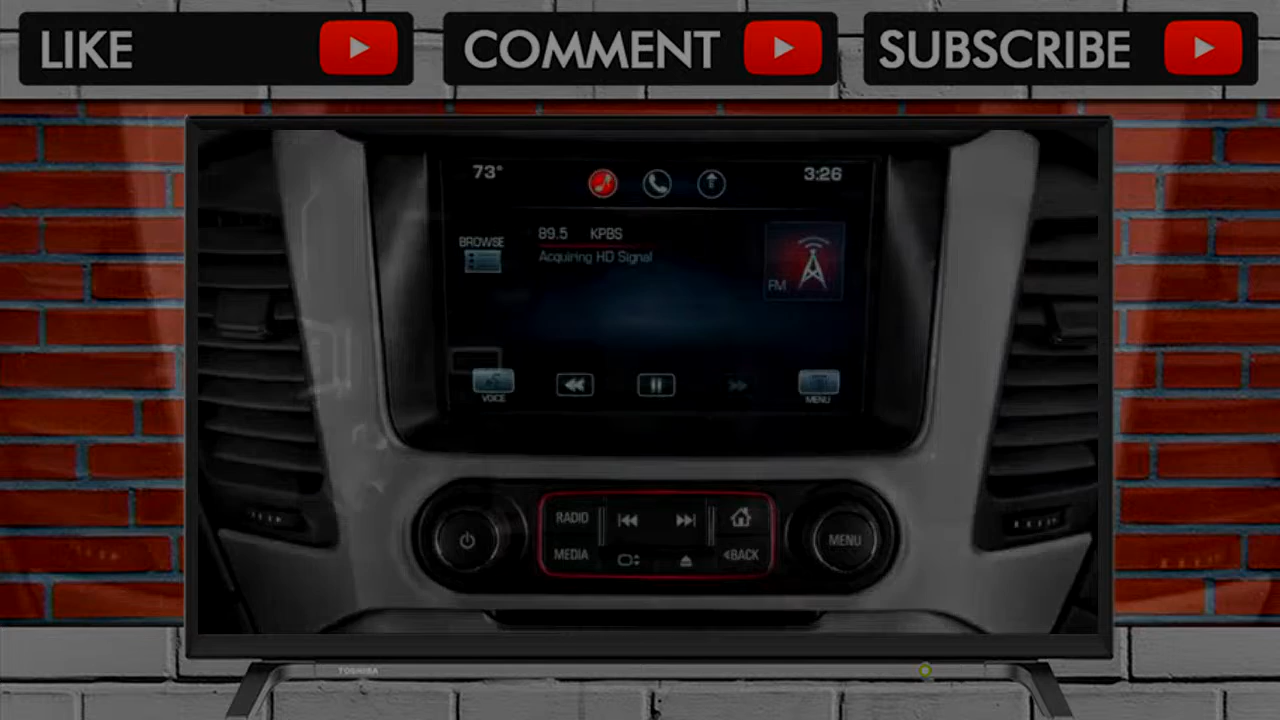 LIKE
COMMENT
SUBSCRIBE
73°
3:26
BROWSE
89.5 KPBS
Acquiring HD Signal
FM
VOICE
MENU
RADIO
MEDIA
BACK
MENU
TOSHIBA